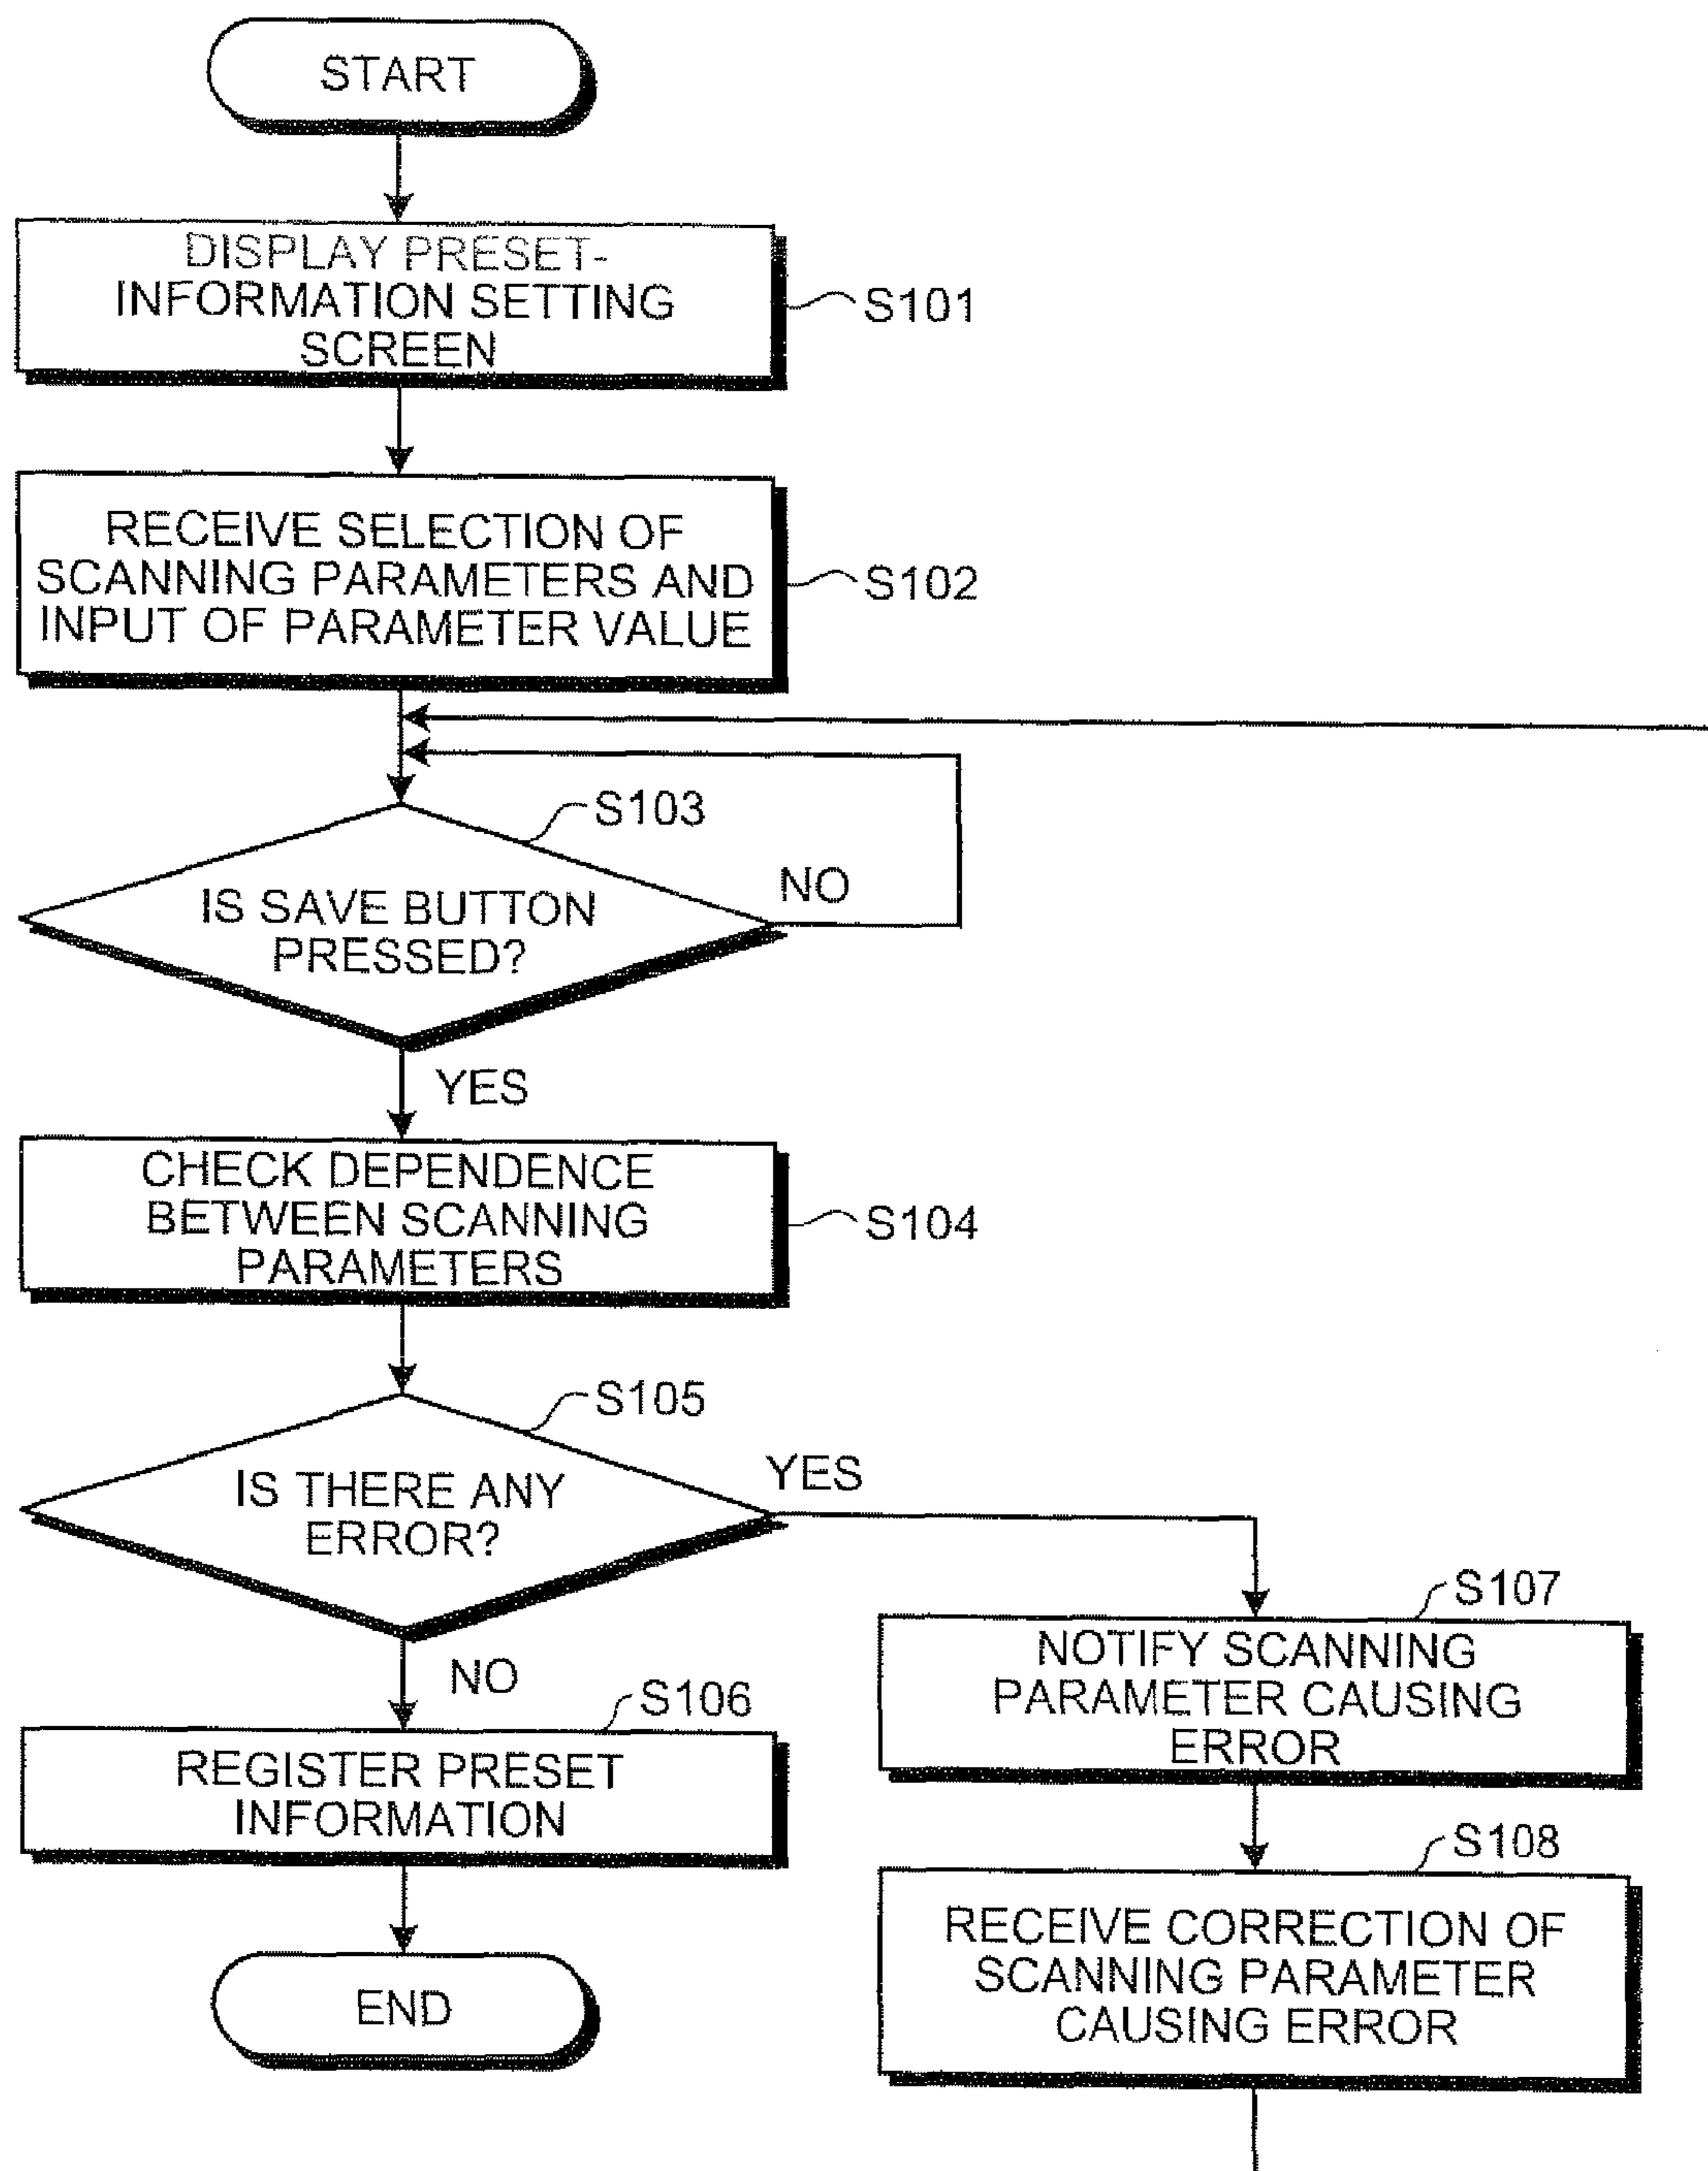 START
DISPLAY PRESET-
INFORMATION SETTING
SCREEN
S101
RECEIVE SELECTION OF
SCANNING PARAMETERS AND
INPUT OF PARAMETER VALUE
S102
S103
IS SAVE BUTTON
PRESSED?
NO
YES
CHECK DEPENDENCE
BETWEEN SCANNING
PARAMETERS
S104
S105
IS THERE ANY
ERROR?
YES
NO
S106
REGISTER PRESET
INFORMATION
END
S107
NOTIFY SCANNING
PARAMETER CAUSING
ERROR
S108
RECEIVE CORRECTION OF
SCANNING PARAMETER
CAUSING ERROR